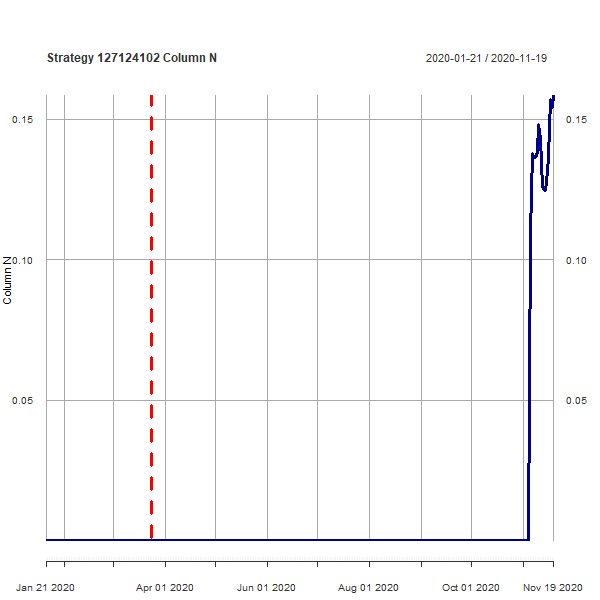 Strategy 127124102 Column N 2020-01-21 / 2020-11-19
0.15 0.15
0.10 0.10
0.05 0.05
Column N
Jan 21 2020 Apr 01 2020 Jun 01 2020 Aug 01 2020 Oct 01 2020 Nov 19 2020